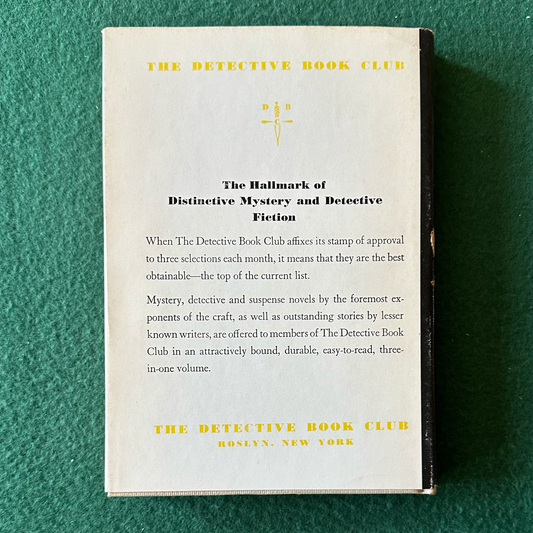 THE DETECTIVE BOOK CLUB
D B
C
The Hallmark of
Distinctive Mystery and Detective
Fiction
When The Detective Book Club affixes its stamp of approval
to three selections each month, it means that they are the best
obtainable—the top of the current list.
Mystery, detective and suspense novels by the foremost ex-
ponents of the craft, as well as outstanding stories by lesser
known writers, are offered to members of The Detective Book
Club in an attractively bound, durable, easy-to-read, three-
in-one volume.
THE DETECTIVE BOOK CLUB
ROSLYN, NEW YORK